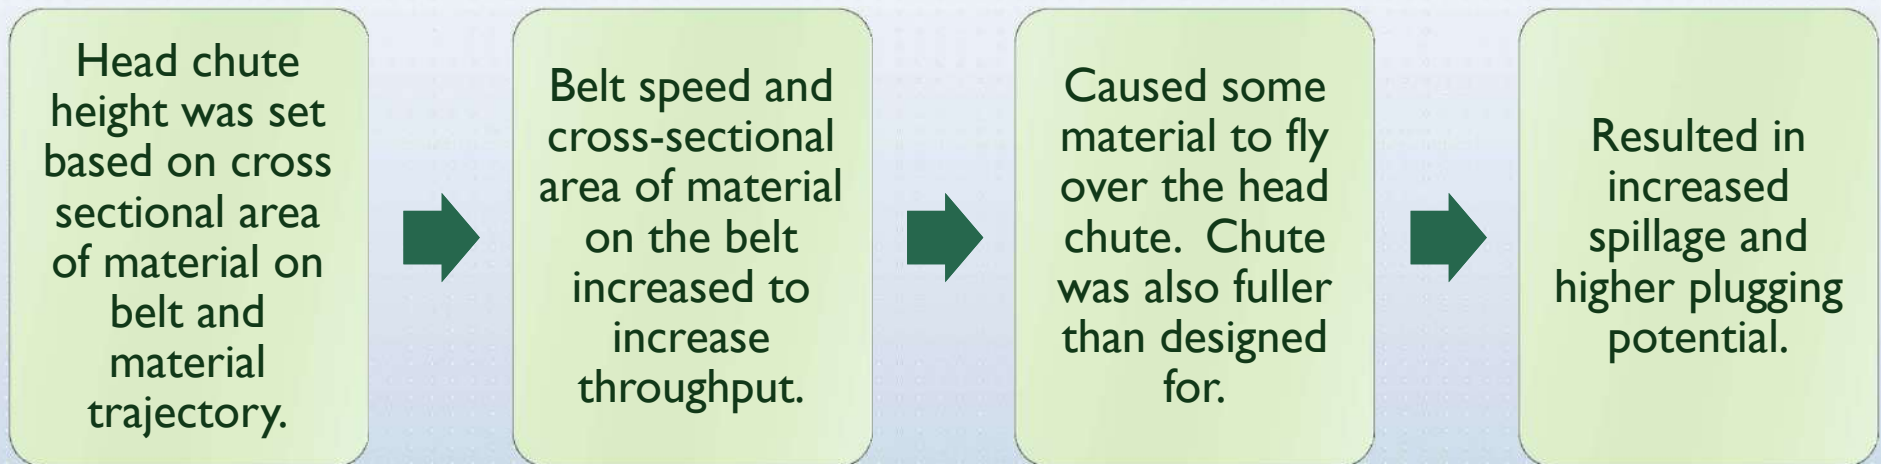 Head chute
height was set
based on cross
sectional area
of material on
belt and
material
trajectory.
Belt speed and
cross-sectional
area of material
on the belt
increased to
increase
throughput.
Caused some
material to fly
over the head
chute. Chute
was also fuller
than designed
for.
Resulted in
increased
spillage and
higher plugging
potential.